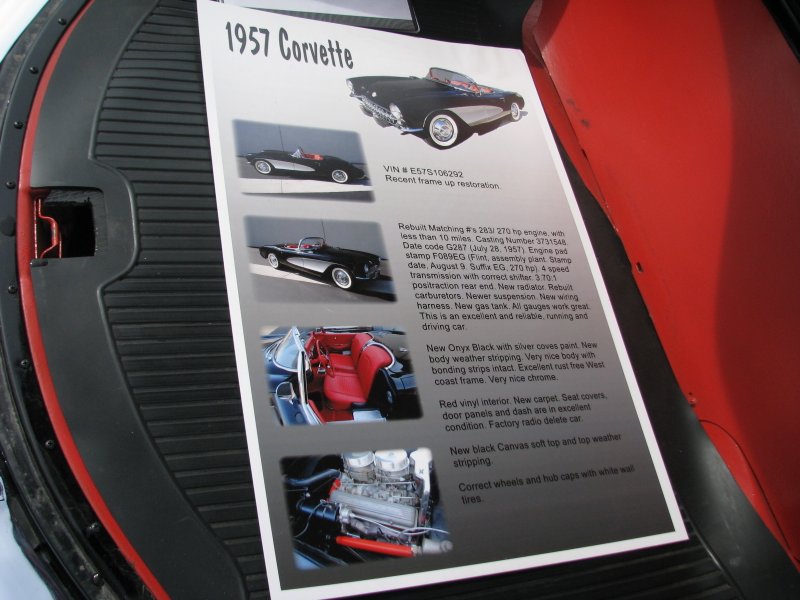 1957 Corvette
VIN # E57S106292
Recent frame up restoration.
Rebuilt Matching #'s 283/ 270 hp engine, with
less than 10 miles. Casting Number 3731548.
Date code G287 (July 28, 1957). Engine pad
stamp F089EG (Flint, assembly plant. Stamp
date, August 9. Suffix EG, 270 hp). 4 speed
transmission with correct shifter. 3.70:1
positraction rear end. New radiator. Rebuilt
carburetors. Newer suspension. New wiring
harness. New gas tank. All gauges work great.
This is an excellent and reliable, running and
driving car.
New Onyx Black with silver coves paint. New
body weather stripping. Very nice body with
bonding strips intact. Excellent rust free West
coast frame. Very nice chrome.
Red vinyl interior. New carpet. Seat covers,
door panels and dash are in excellent
condition. Factory radio delete car.
New black Canvas soft top and top weather
stripping.
Correct wheels and hub caps with white wall
tires.